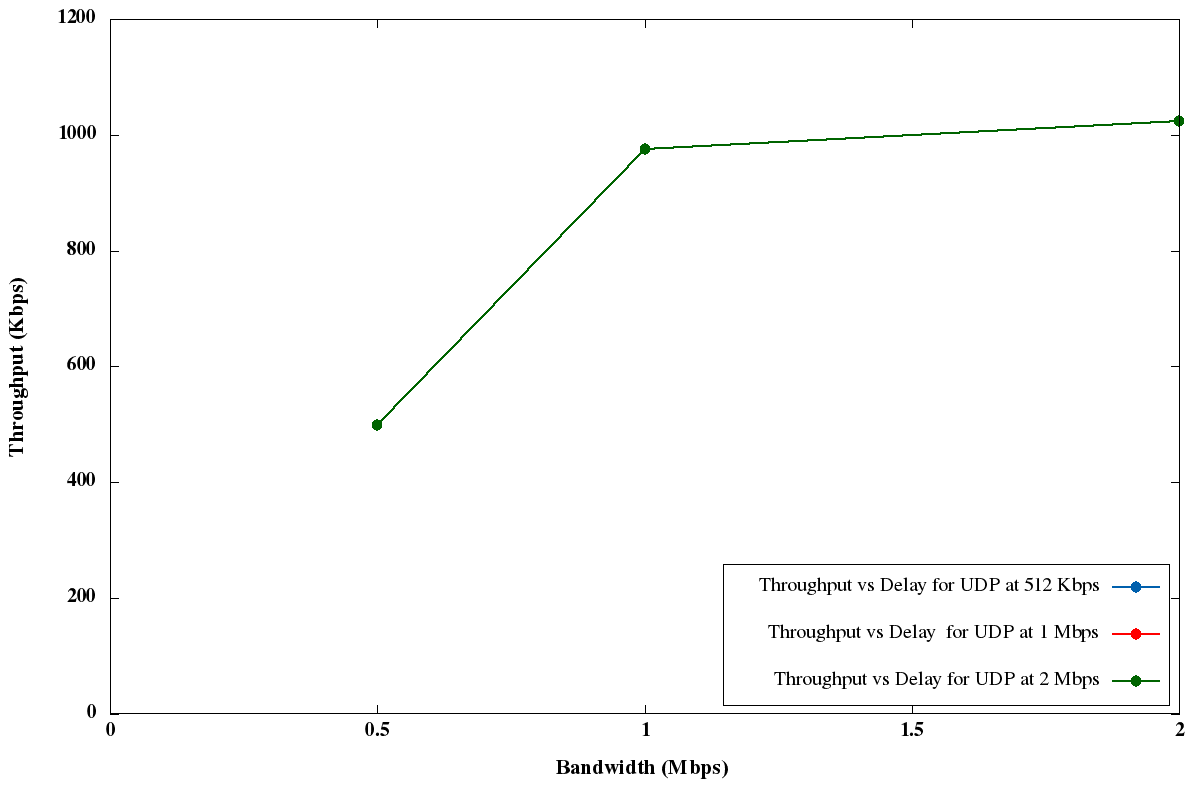 1200
1000
800
600
400
200
0
0 0.5 1 1.5 2
Throughput (Kbps)
Bandwidth (Mbps)
Throughput vs Delay for UDP at 512 Kbps
Throughput vs Delay  for UDP at 1 Mbps
Throughput vs Delay for UDP at 2 Mbps